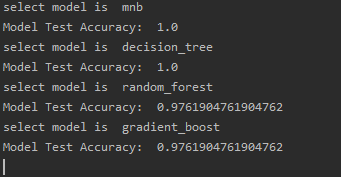 select model is  mnb
Model Test Accuracy:  1.0
select model is  decision_tree
Model Test Accuracy:  1.0
select model is  random_forest
Model Test Accuracy:  0.9761904761904762
select model is  gradient_boost
Model Test Accuracy:  0.9761904761904762